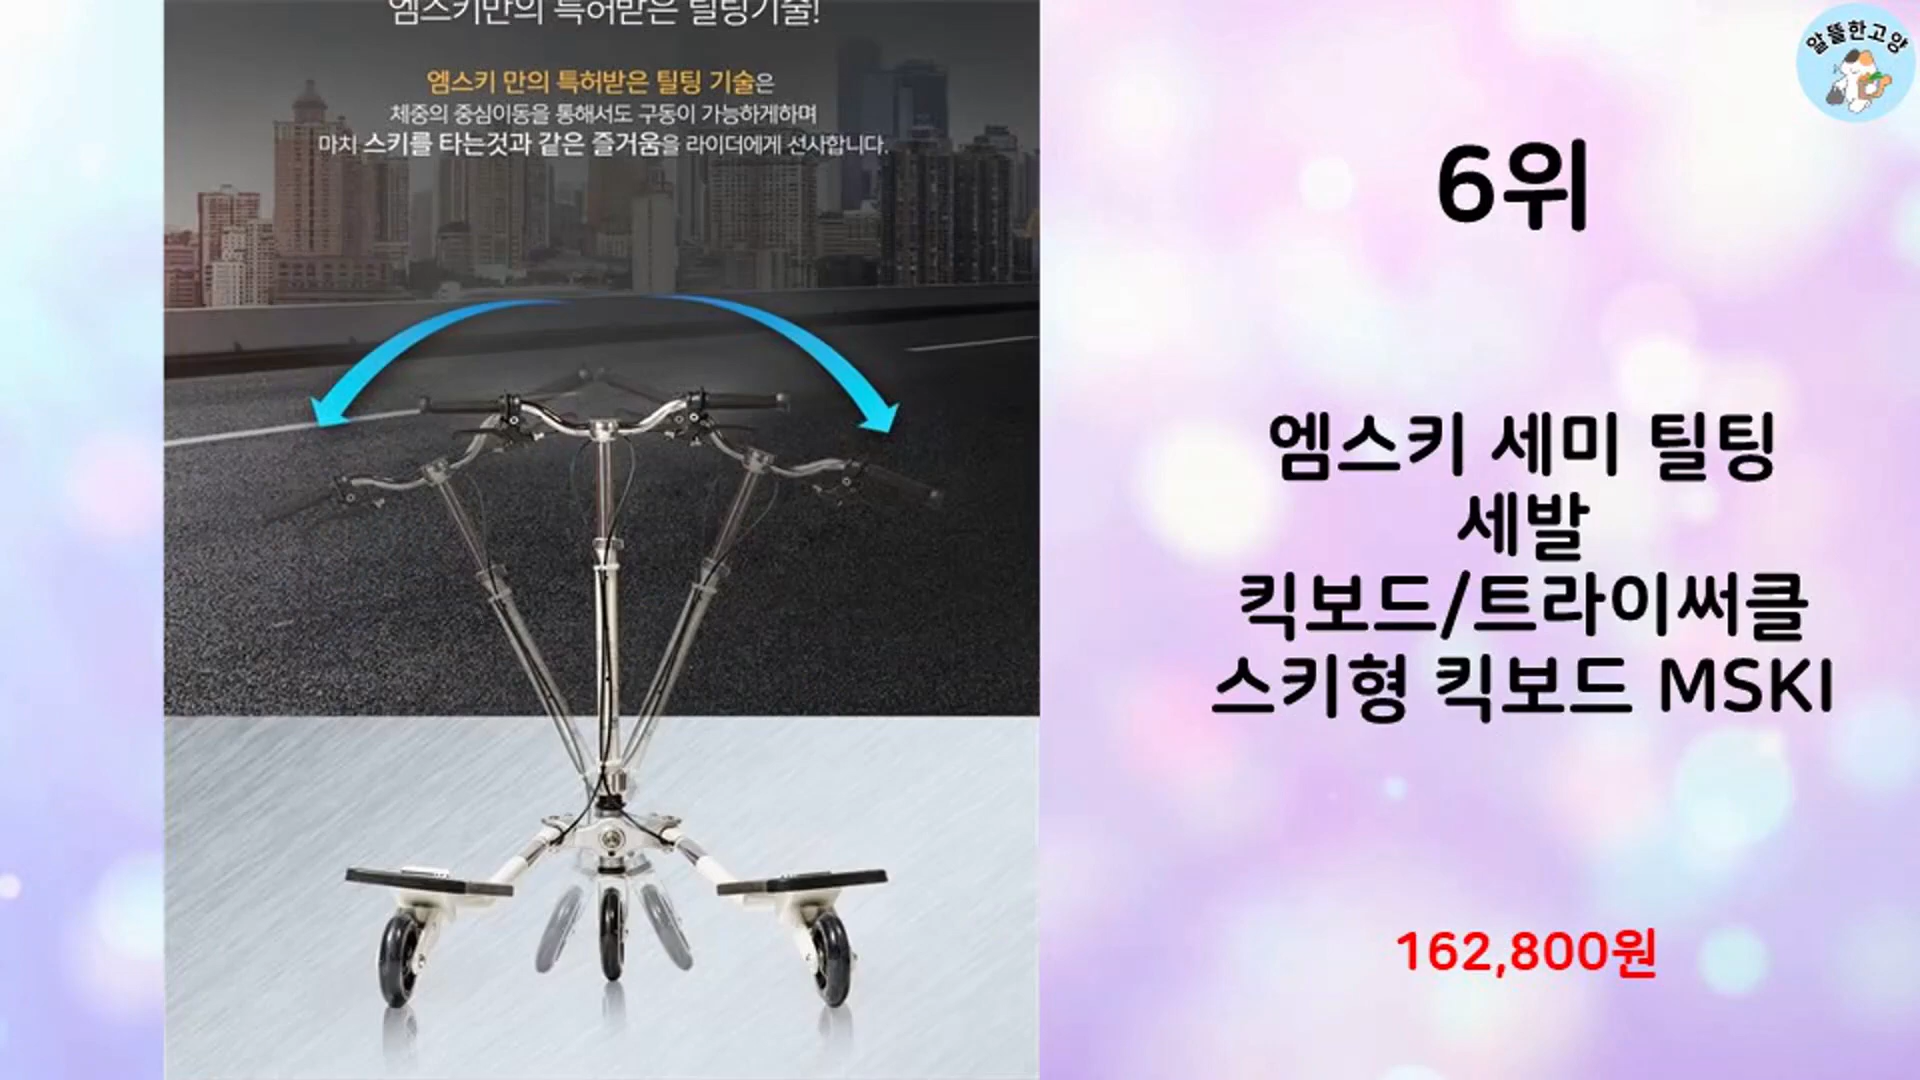 엠스키만의 특허받은 틸팅기술!
엠스키 만의 특허받은 틸팅 기술은
체중의 중심이동을 통해서도 구동이 가능하게하며
마치 스키를 타는것과 같은 즐거움을 라이더에게 선사합니다.
알뜰한고양
6위
엠스키 세미 틸팅
세발
킥보드/트라이써클
스키형 킥보드 MSKI
162,800원